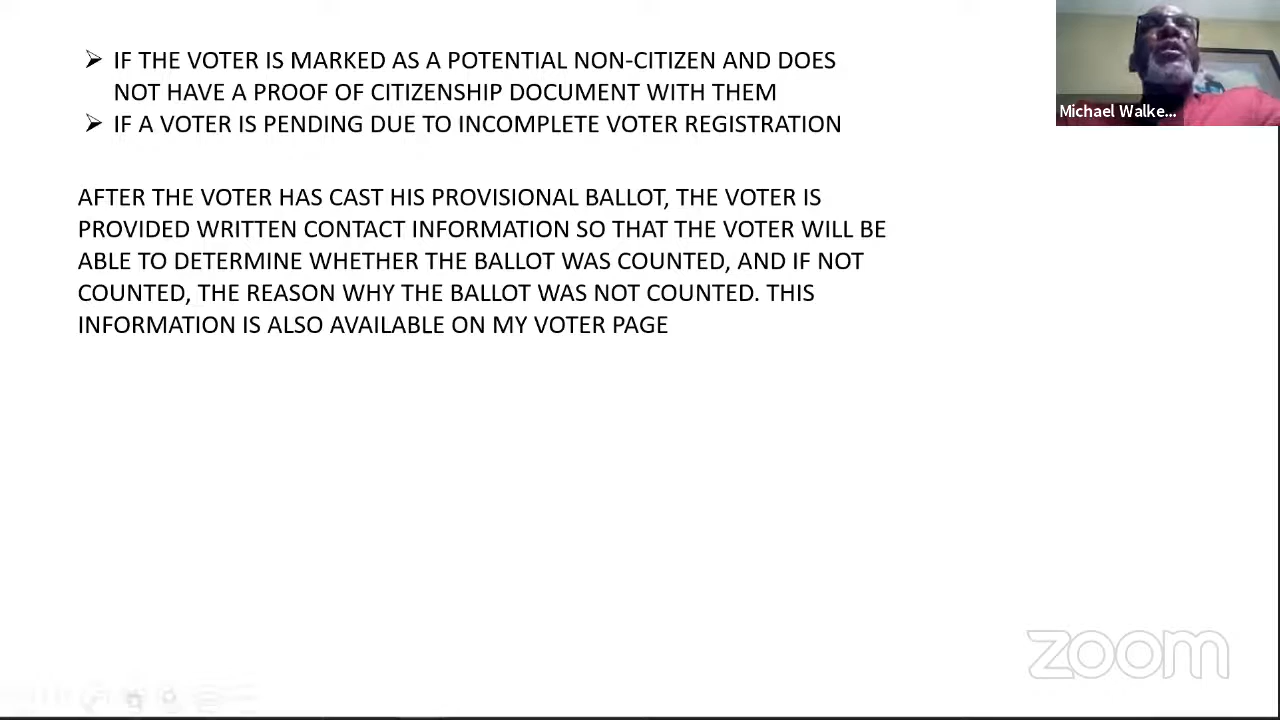 ➢ IF THE VOTER IS MARKED AS A POTENTIAL NON-CITIZEN AND DOES
NOT HAVE A PROOF OF CITIZENSHIP DOCUMENT WITH THEM
➢ IF A VOTER IS PENDING DUE TO INCOMPLETE VOTER REGISTRATION
AFTER THE VOTER HAS CAST HIS PROVISIONAL BALLOT, THE VOTER IS
PROVIDED WRITTEN CONTACT INFORMATION SO THAT THE VOTER WILL BE
ABLE TO DETERMINE WHETHER THE BALLOT WAS COUNTED, AND IF NOT
COUNTED, THE REASON WHY THE BALLOT WAS NOT COUNTED. THIS
INFORMATION IS ALSO AVAILABLE ON MY VOTER PAGE
Michael Walke...
zoom